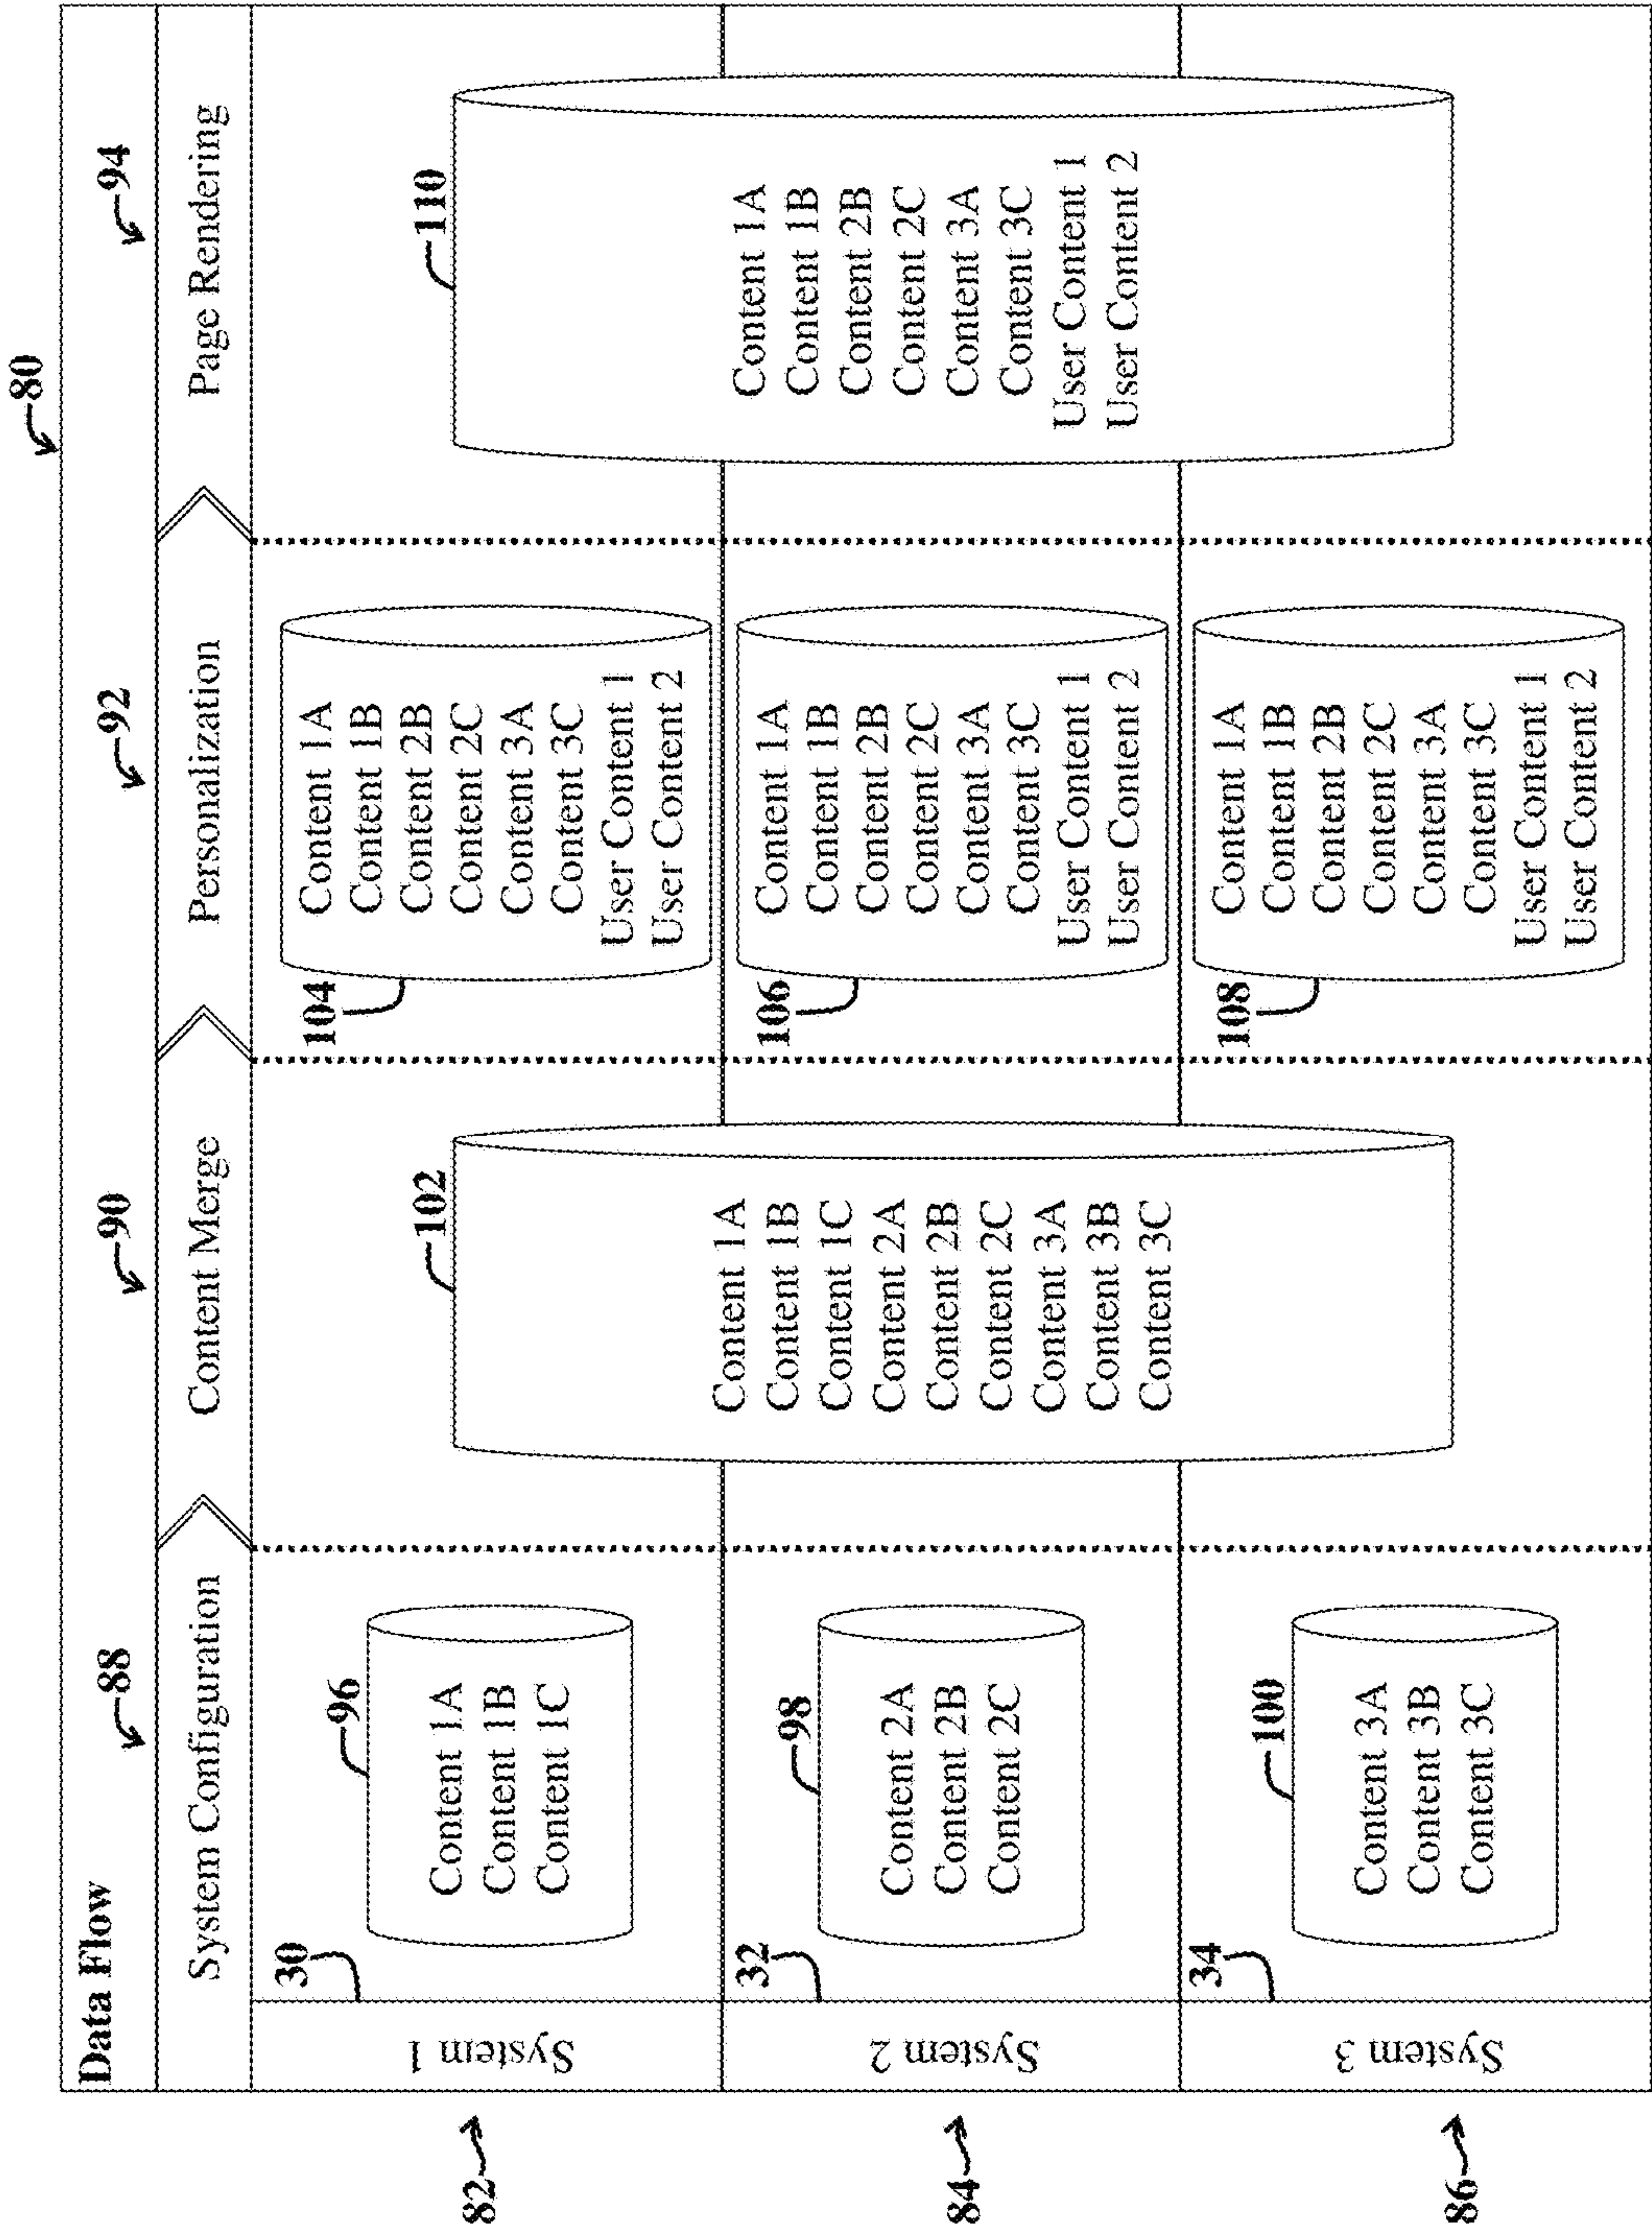 80
Data Flow
88
90
92
94
System Configuration
Content Merge
Personalization
Page Rendering
82
System 1
30
96
Content 1A
Content 1B
Content 1C
84
System 2
32
98
Content 2A
Content 2B
Content 2C
86
System 3
34
100
Content 3A
Content 3B
Content 3C
102
Content 1A
Content 1B
Content 1C
Content 2A
Content 2B
Content 2C
Content 3A
Content 3B
Content 3C
104
Content 1A
Content 1B
Content 2B
Content 2C
Content 3A
Content 3C
User Content 1
User Content 2
106
Content 1A
Content 1B
Content 2B
Content 2C
Content 3A
Content 3C
User Content 1
User Content 2
108
Content 1A
Content 1B
Content 2B
Content 2C
Content 3A
Content 3C
User Content 1
User Content 2
110
Content 1A
Content 1B
Content 2B
Content 2C
Content 3A
Content 3C
User Content 1
User Content 2